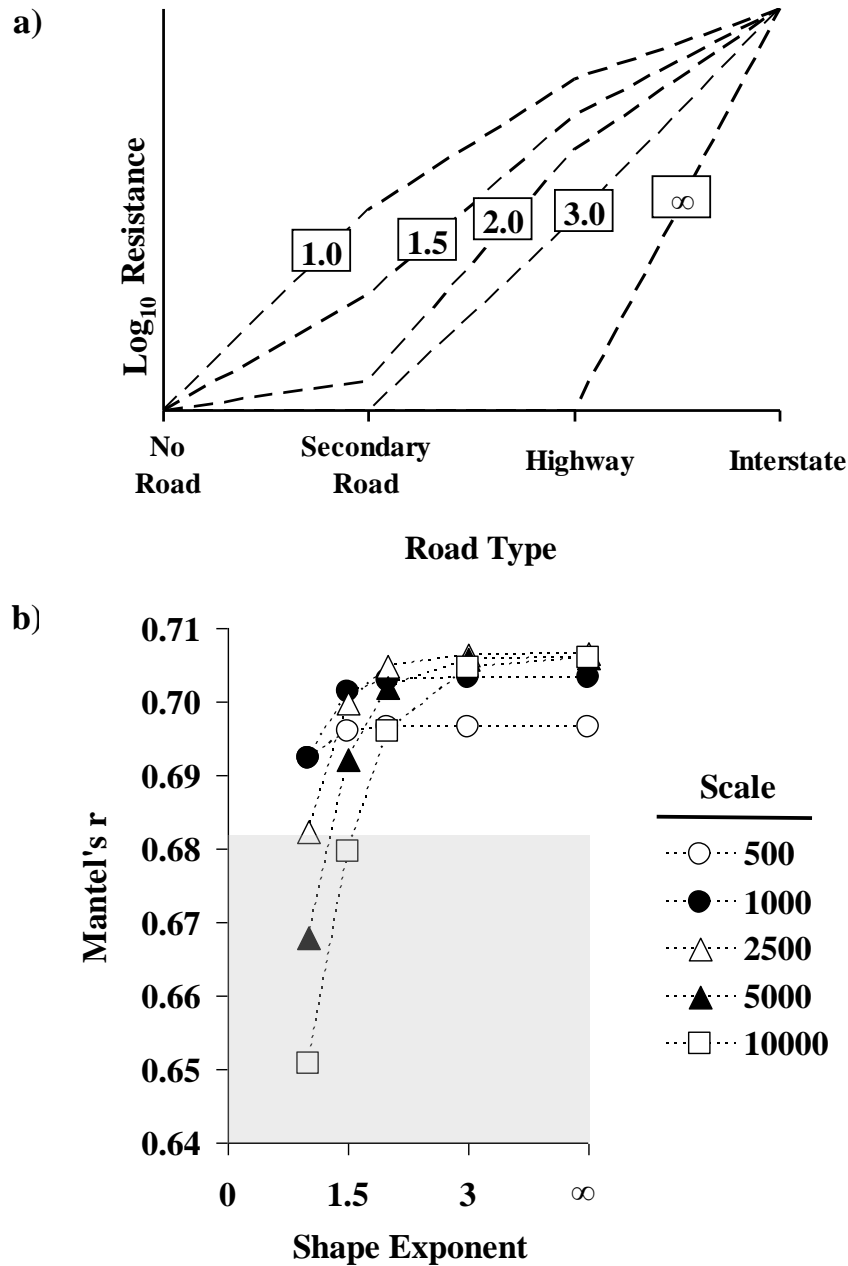 a)
Log10 Resistance
1.0
1.5
2.0
3.0
∞
No Road
Secondary Road
Highway
Interstate
Road Type
b)
0.71
0.70
0.69
0.68
0.67
0.66
0.65
0.64
Mantel's r
0
1.5
3
∞
Shape Exponent
Scale
500
1000
2500
5000
10000